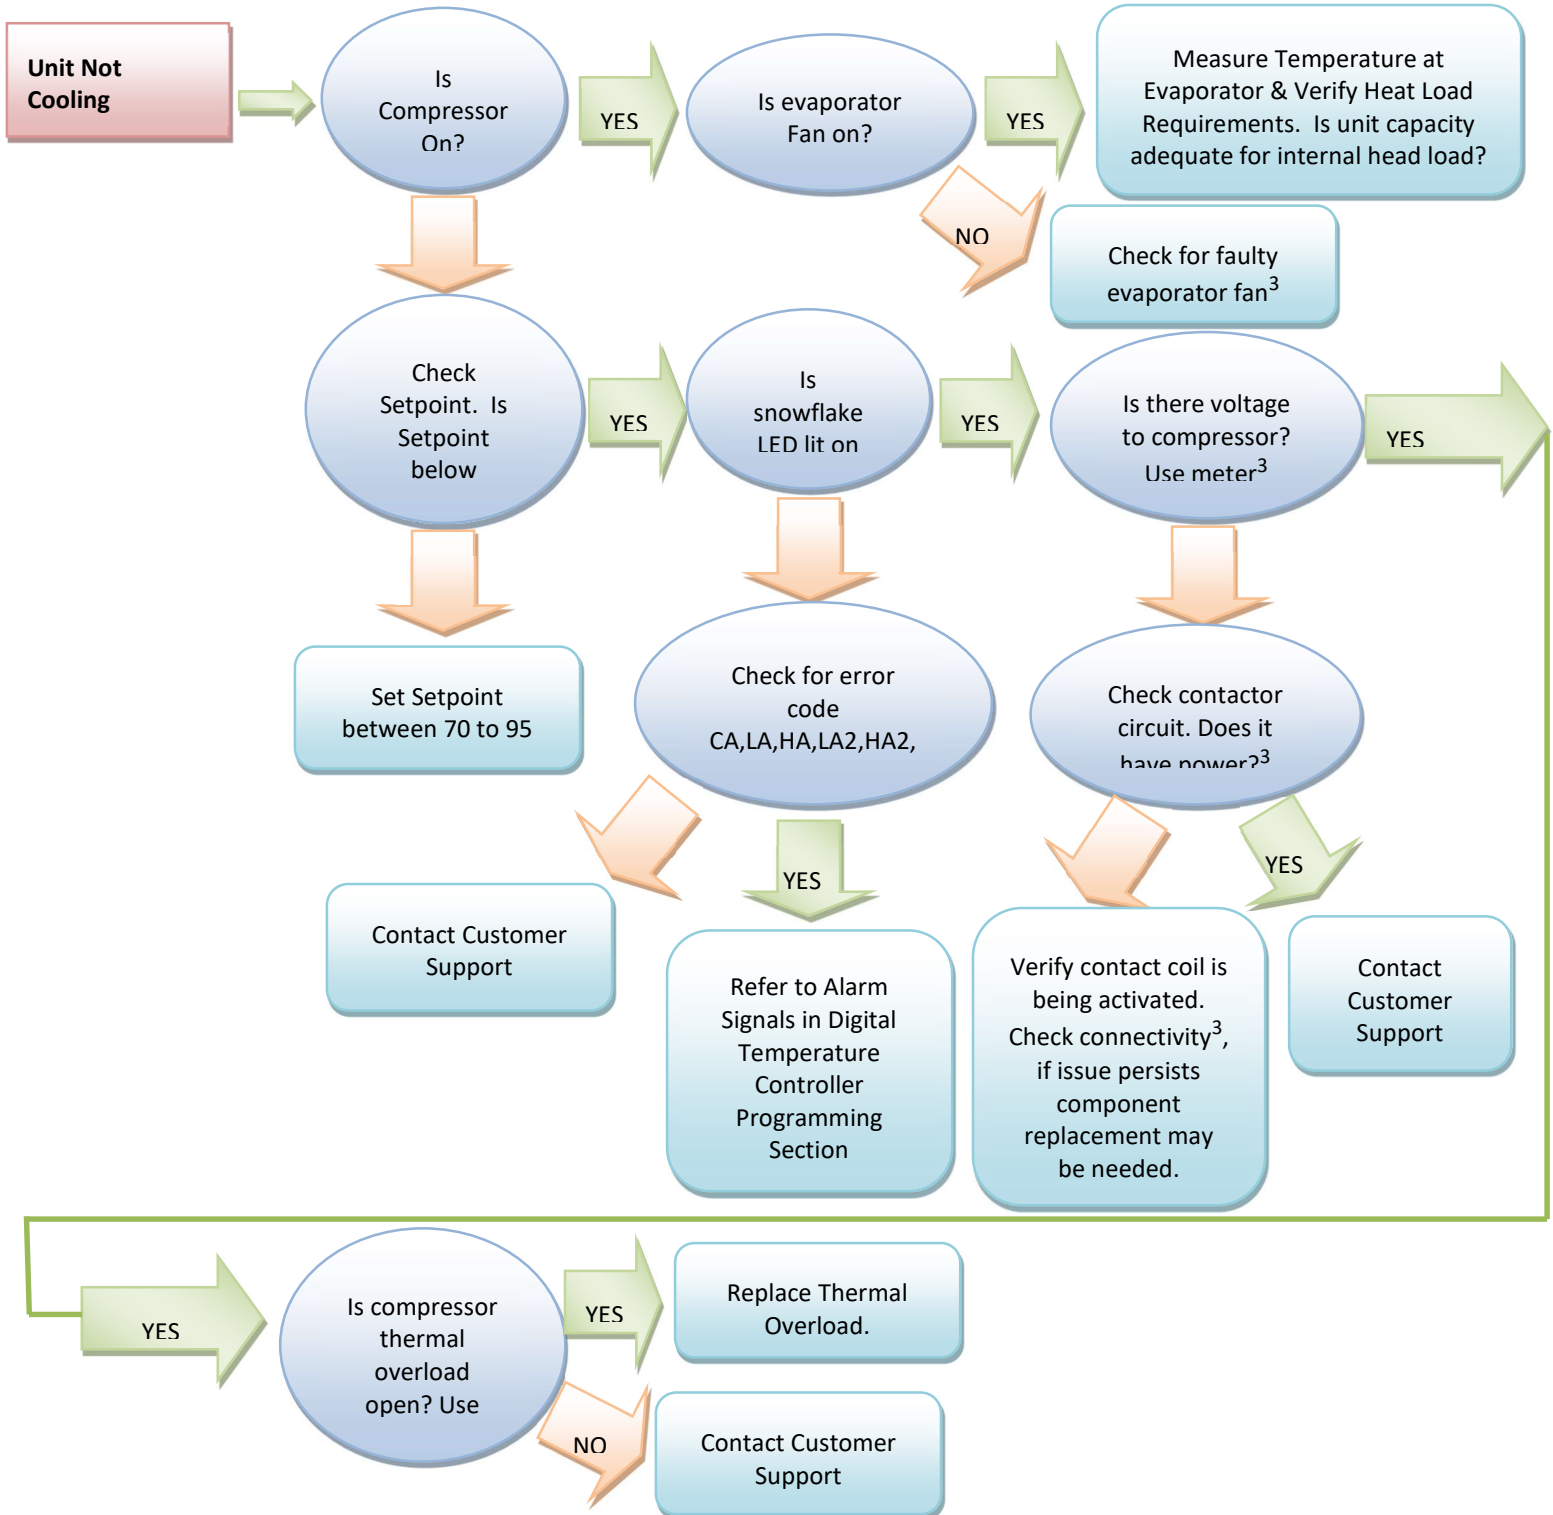 Unit Not
Cooling
Is
Compressor
On?
YES
Is evaporator
Fan on?
YES
Measure Temperature at
Evaporator & Verify Heat Load
Requirements. Is unit capacity
adequate for internal head load?
NO
Check for faulty
evaporator fan³
Check
Setpoint. Is
Setpoint
below
YES
Is
snowflake
LED lit on
YES
Is there voltage
to compressor?
Use meter³
YES
Set Setpoint
between 70 to 95
Check for error
code
CA,LA,HA,LA2,HA2,
Check contactor
circuit. Does it
have power?³
YES
YES
Contact Customer
Support
Refer to Alarm
Signals in Digital
Temperature
Controller
Programming
Section
Verify contact coil is
being activated.
Check connectivity³,
if issue persists
component
replacement may
be needed.
Contact
Customer
Support
YES
Is compressor
thermal
overload
open? Use
YES
Replace Thermal
Overload.
NO
Contact Customer
Support